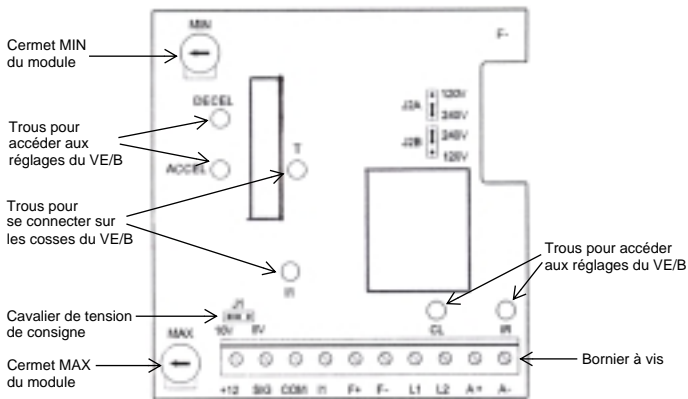 MIN
F-
Cermet MIN
du module
DECEL
J2A
120V
240V
Trous pour
accéder aux
réglages du VE/B
J2B
240V
120V
T
ACCEL
Trous pour
se connecter sur
les cosses du VE/B
Trous pour accéder
aux réglages du VE/B
I1
Cavalier de tension
de consigne
J1
10V
5V
CL
IR
MAX
Cermet MAX
du module
Bornier à vis
+12 SIG COM I1 F+ F- L1 L2 A+ A-